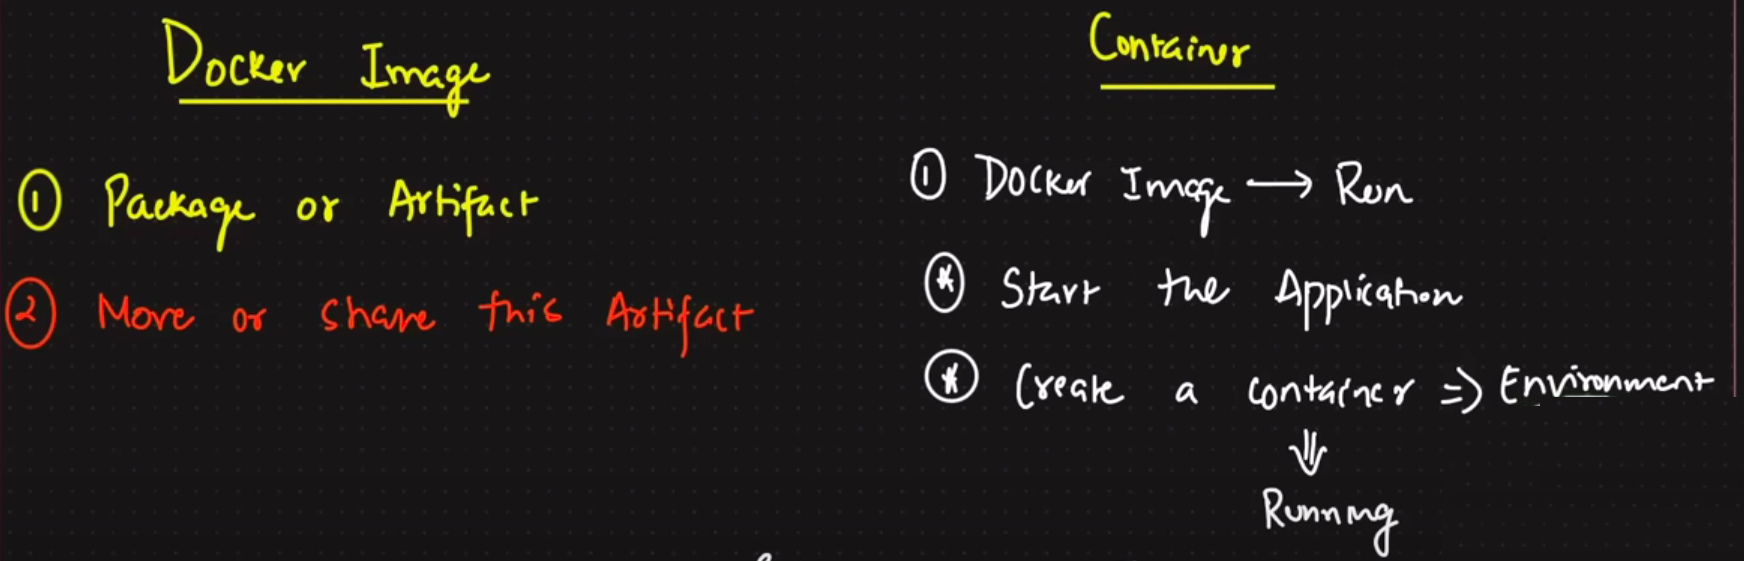 Docker Image
① Package or Artifact
② Move or share this Artifact
Container
① Docker Image → Run
* Start the Application
* Create a container => Environment
⇓
Running